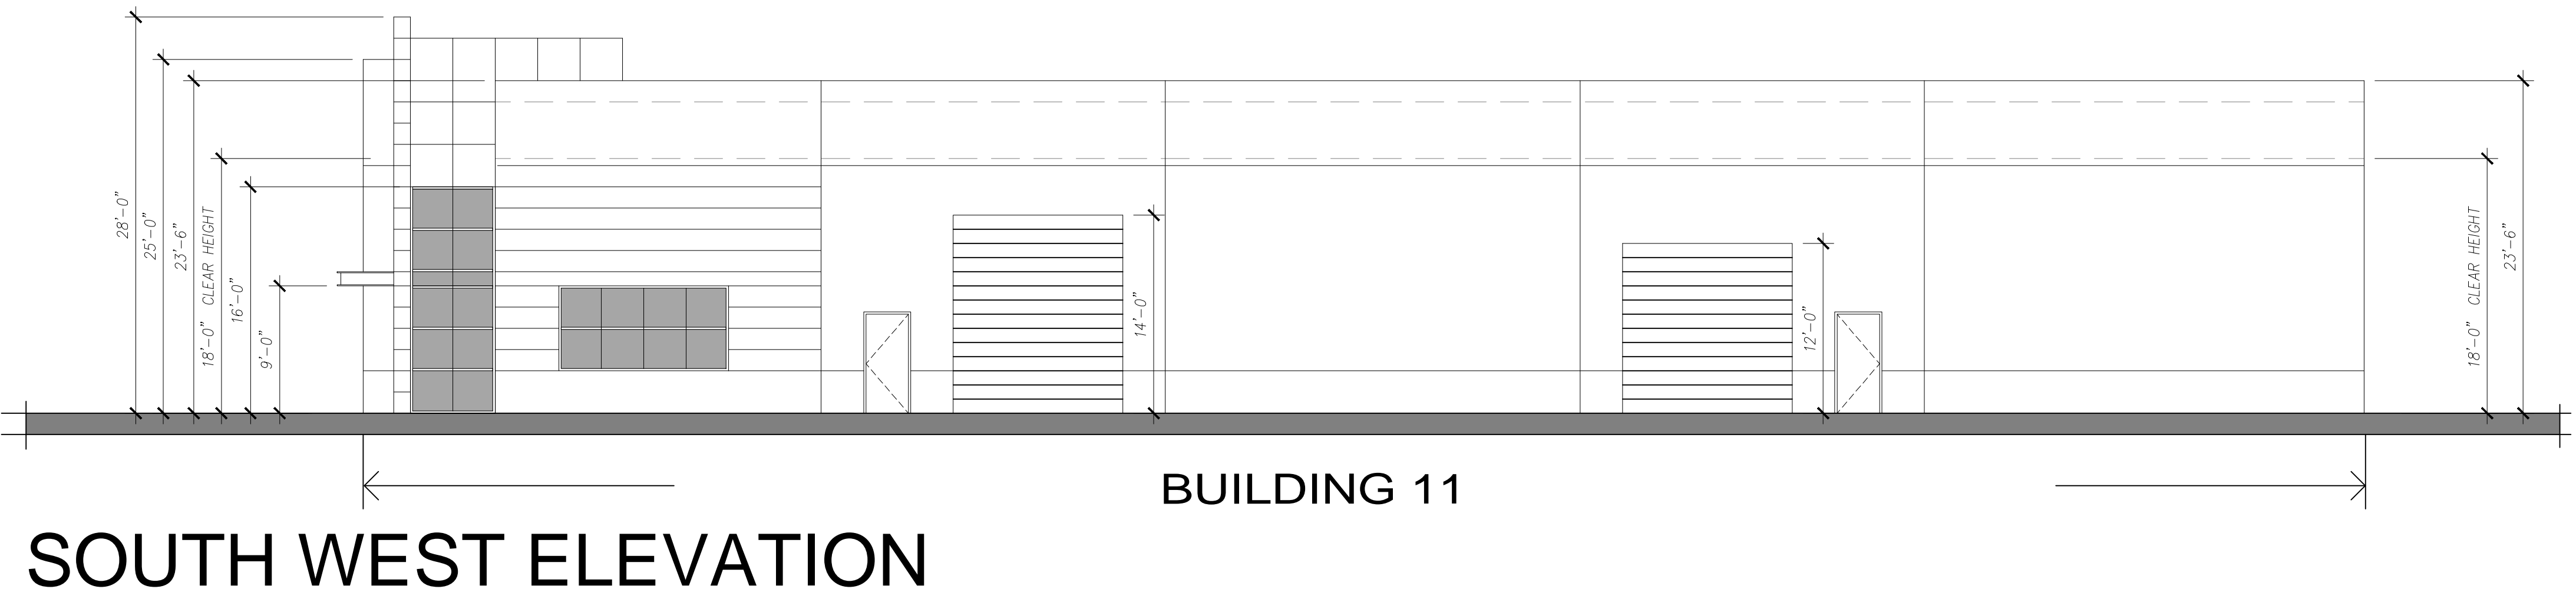 28'-0"
25'-0"
23'-6"
18'-0" CLEAR HEIGHT
16'-0"
9'-0"
14'-0"
12'-0"
18'-0" CLEAR HEIGHT
23'-6"
BUILDING 11
SOUTH WEST ELEVATION